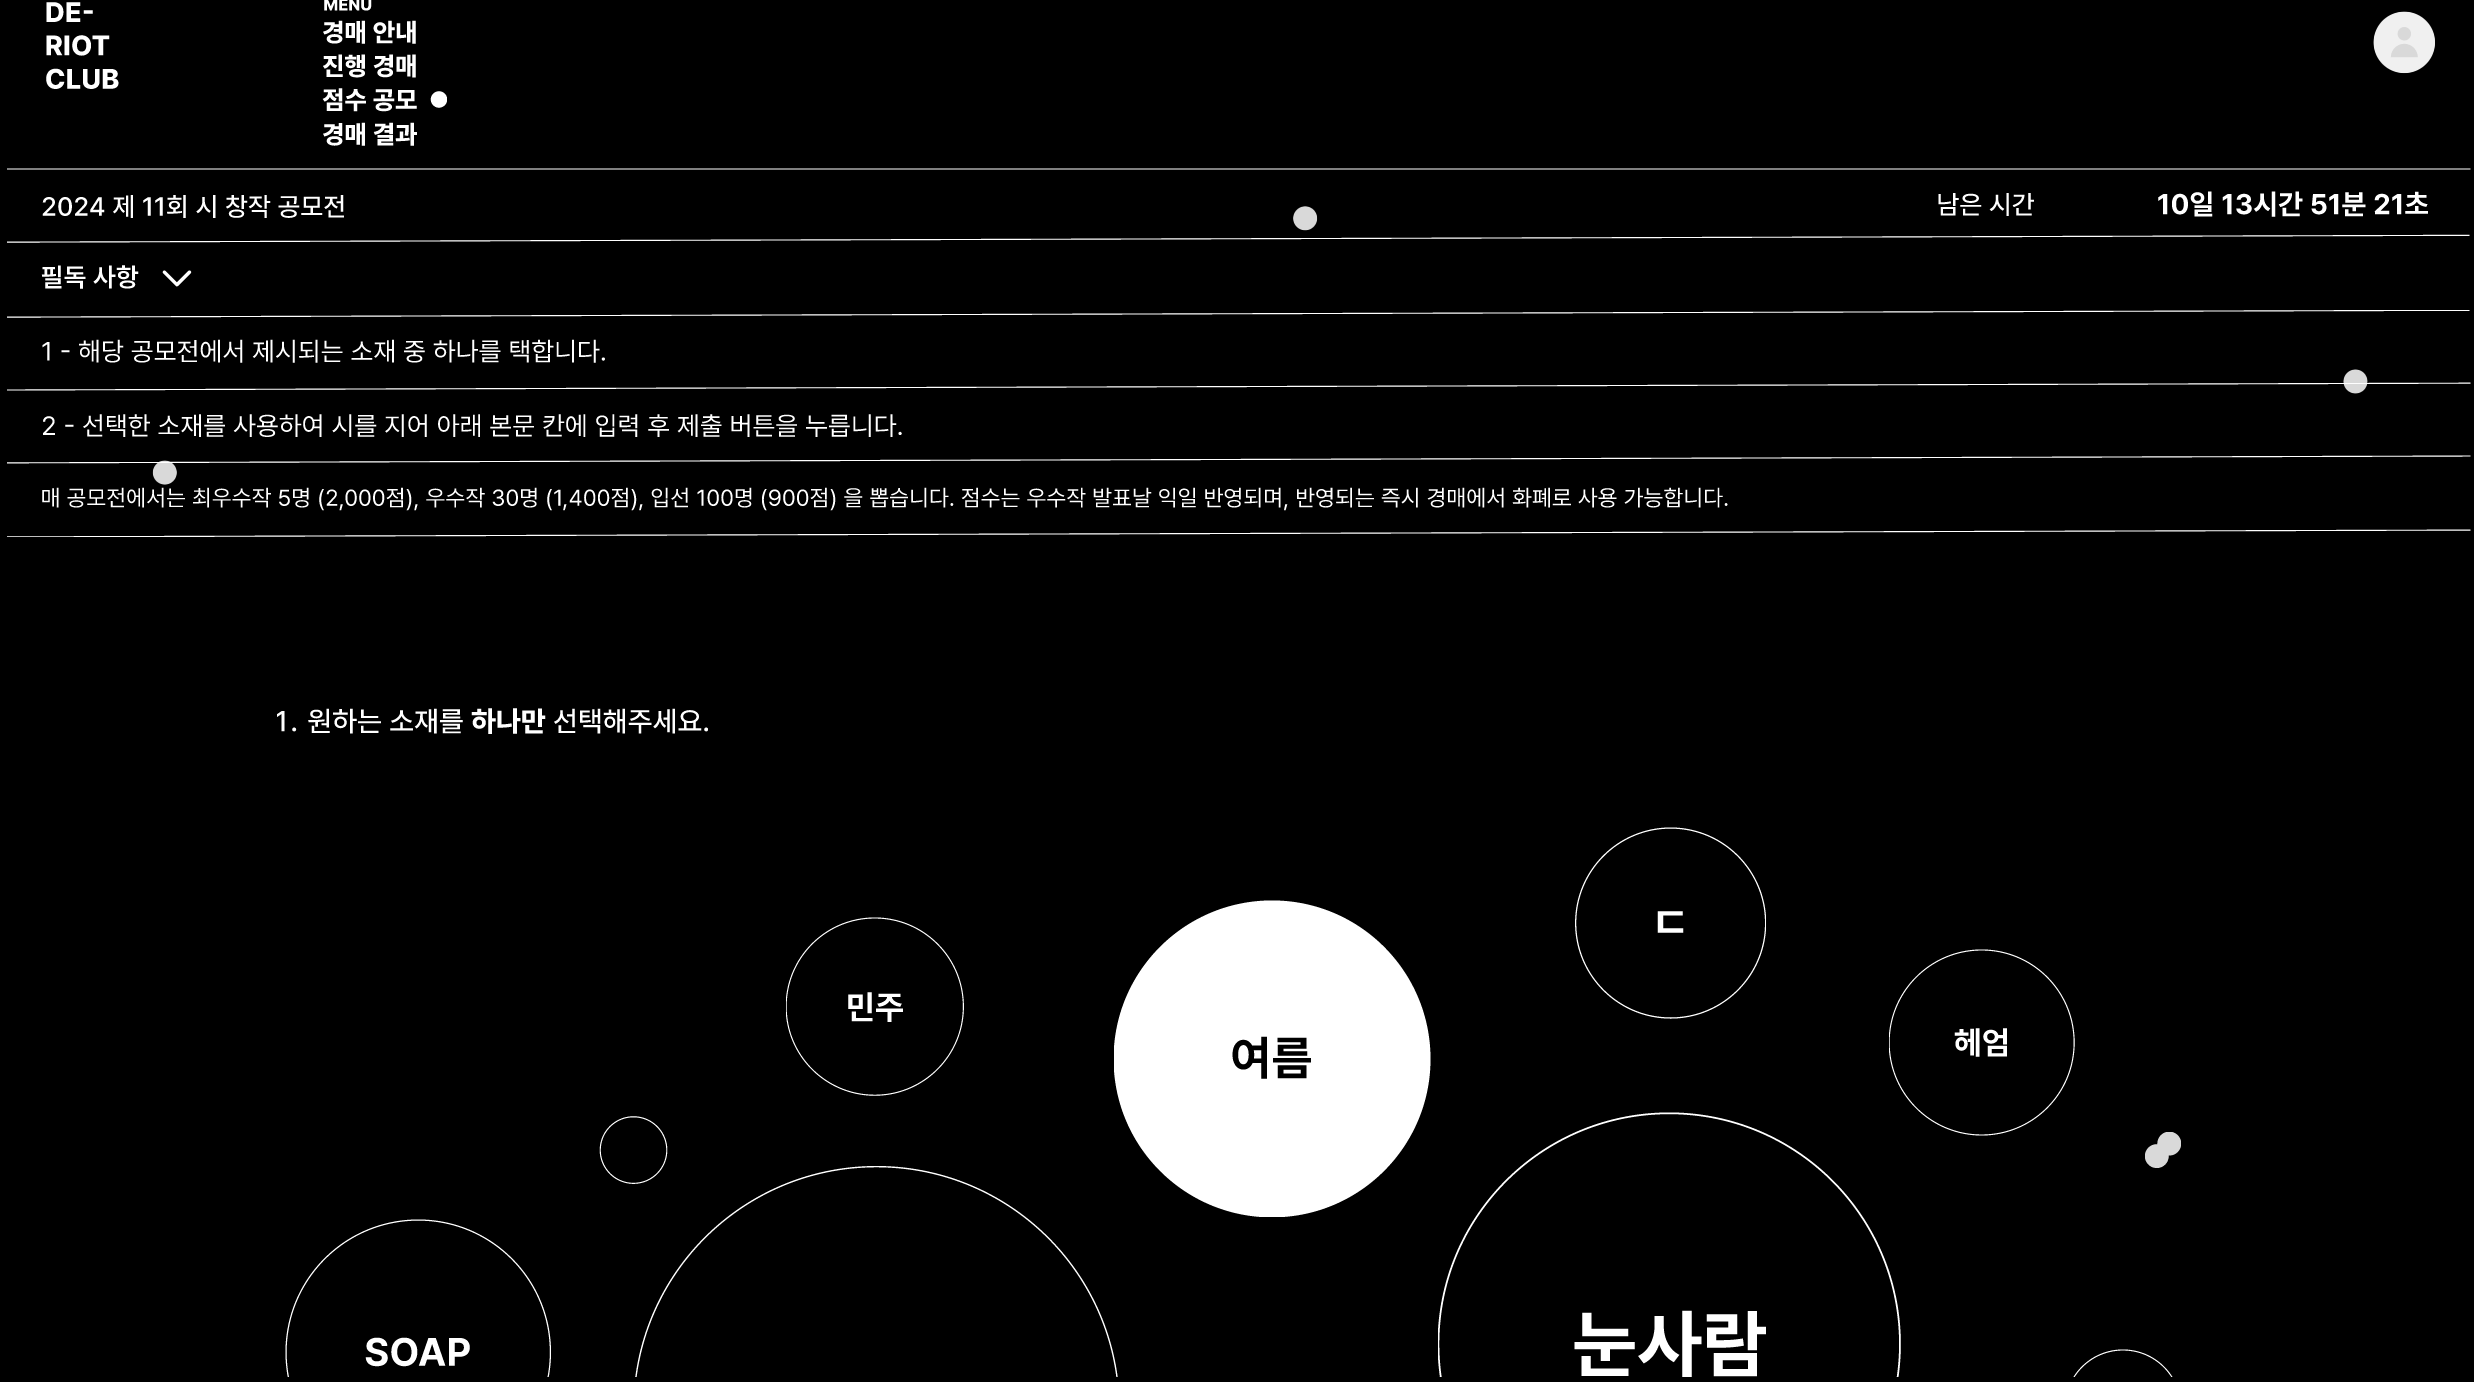 DE-
RIOT
CLUB
MENU
경매 안내
진행 경매
점수 공모
경매 결과
2024 제 11회 시 창작 공모전
남은 시간
10일 13시간 51분 21초
필독 사항
1 - 해당 공모전에서 제시되는 소재 중 하나를 택합니다.
2 - 선택한 소재를 사용하여 시를 지어 아래 본문 칸에 입력 후 제출 버튼을 누릅니다.
매 공모전에서는 최우수작 5명 (2,000점), 우수작 30명 (1,400점), 입선 100명 (900점) 을 뽑습니다. 점수는 우수작 발표날 익일 반영되며, 반영되는 즉시 경매에서 화폐로 사용 가능합니다.
1. 원하는 소재를 하나만 선택해주세요.
ㄷ
민주
여름
헤엄
SOAP
눈사람